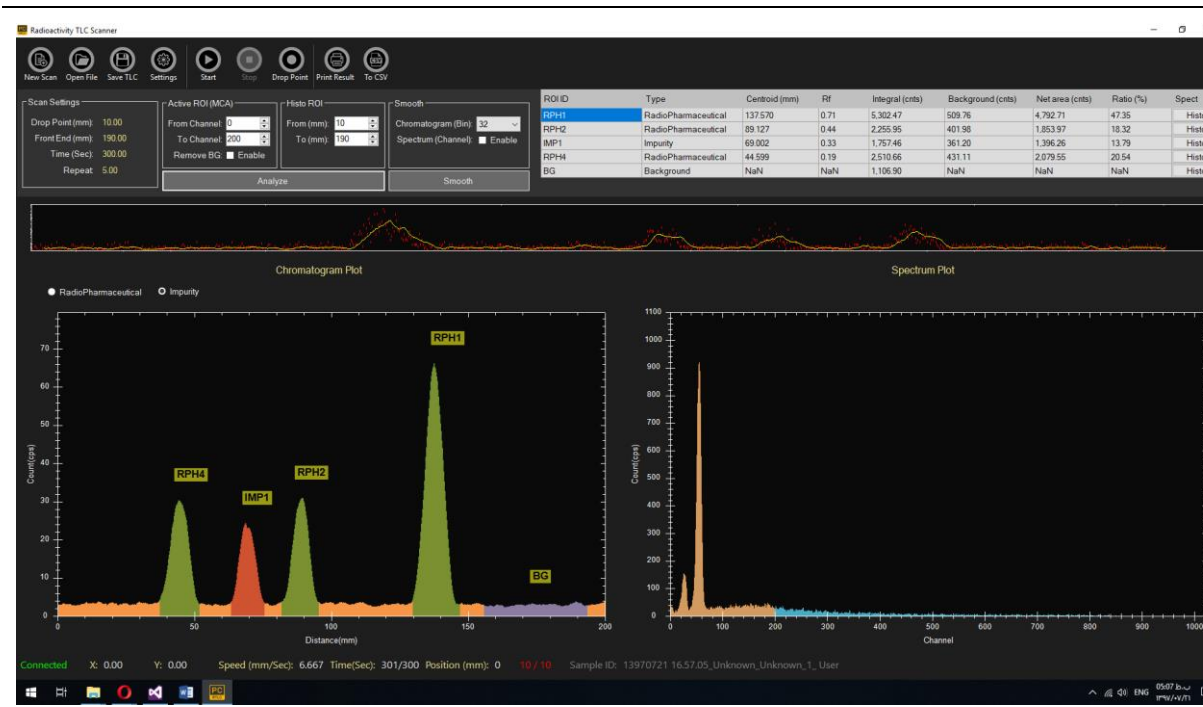 Radioactivity TLC Scanner
New Scan Open File Save TLC Settings Start Stop Drop Point Print Result To CSV
Scan Settings
Drop Point (mm): 10.00
Front End (mm): 190.00
Time (Sec): 300.00
Repeat: 5.00
Active ROI (MCA)
From Channel: 0
To Channel: 200
Remove BG: Enable
Histo ROI
From (mm): 10
To (mm): 190
Analyze
Smooth
Chromatogram (Bin): 32
Spectrum (Channel): Enable
Smooth
ROI ID Type Centroid (mm) Rf Integral (cnts) Background (cnts) Net area (cnts) Ratio (%) Spect
RPH1 RadioPharmaceutical 137.570 0.71 5,302.47 509.76 4,792.71 47.35 Histo
RPH2 RadioPharmaceutical 89.127 0.44 2,255.95 401.98 1,853.97 18.32 Histo
IMP1 Impurity 69.002 0.33 1,757.46 361.20 1,396.26 13.79 Histo
RPH4 RadioPharmaceutical 44.599 0.19 2,510.66 431.11 2,079.55 20.54 Histo
BG Background NaN NaN 1,106.90 NaN NaN NaN Histo
Chromatogram Plot
RadioPharmaceutical Impurity
70
60
50
40
30
20
10
0
Count(cps)
RPH4
IMP1
RPH2
RPH1
BG
0 50 100 150 200
Distance(mm)
Spectrum Plot
1100
1000
900
800
700
600
500
400
300
200
100
0
Count(cps)
0 100 200 300 400 500 600 700 800 900 1000
Channel
Connected X: 0.00 Y: 0.00 Speed (mm/Sec): 6.667 Time(Sec): 301/300 Position (mm): 0 10 / 10 Sample ID: 13970721 16.57.05_Unknown_Unknown_1_ User
ENG 05:07 ب.ظ